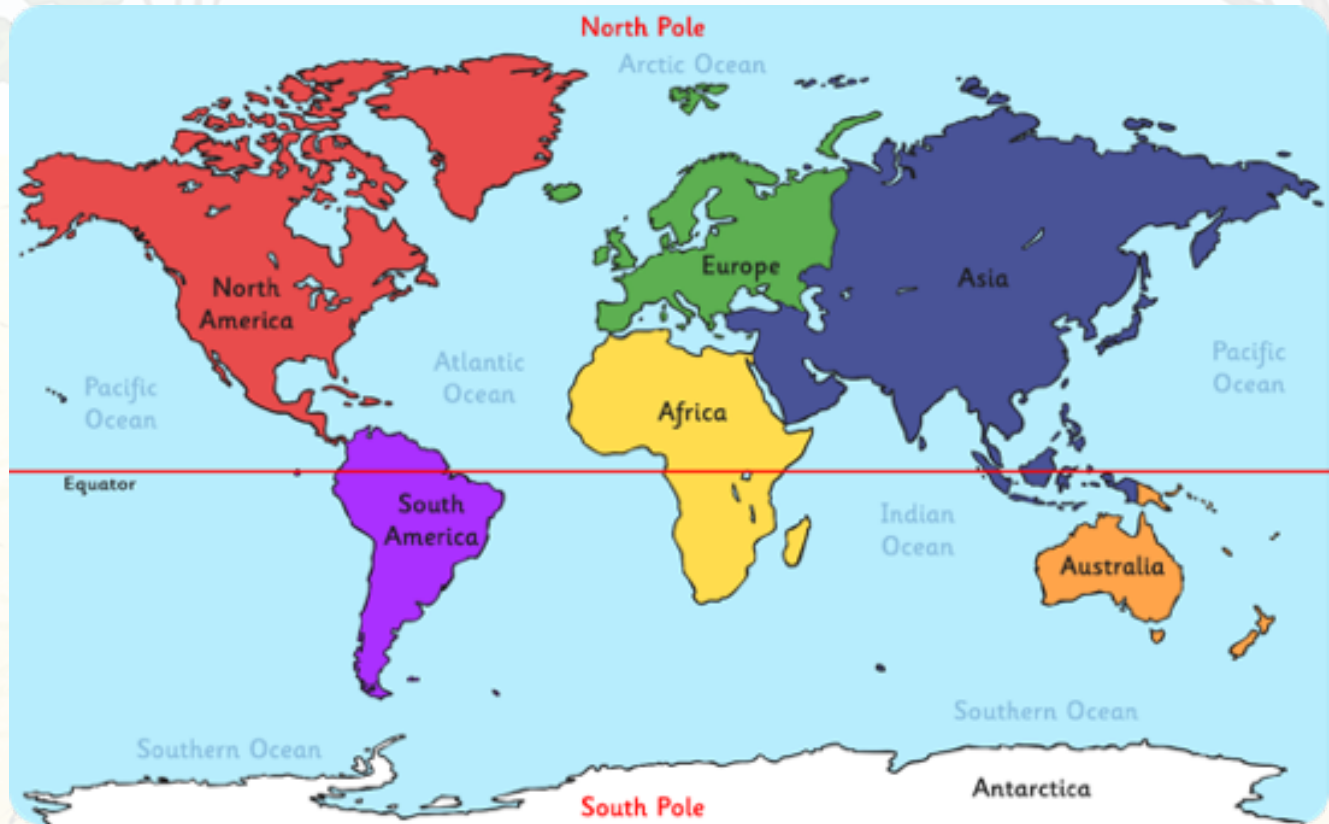 North Pole
Arctic Ocean
North
America
Europe
Asia
Atlantic
Ocean
Pacific
Ocean
Pacific
Ocean
Africa
Equator
South
America
Indian
Ocean
Australia
Southern Ocean
Southern Ocean
Antarctica
South Pole